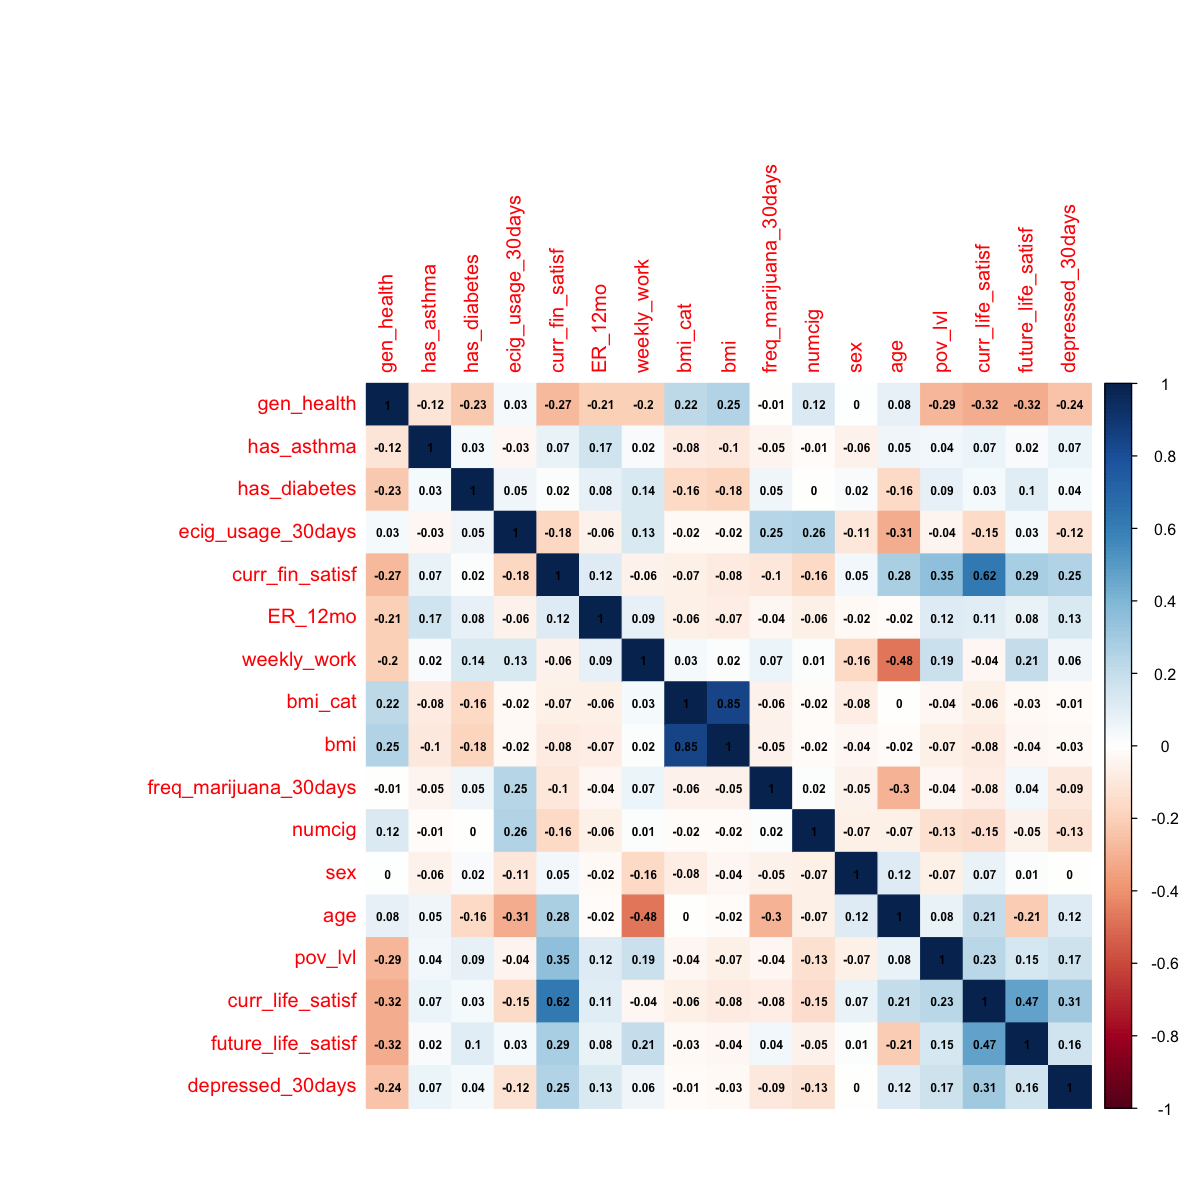 gen_health
has_asthma
has_diabetes
ecig_usage_30days
curr_fin_satisf
ER_12mo
weekly_work
bmi_cat
bmi
freq_marijuana_30days
numcig
sex
age
pov_lvl
curr_life_satisf
future_life_satisf
depressed_30days
gen_health 1 -0.12 -0.23 0.03 -0.27 -0.21 -0.2 0.22 0.25 -0.01 0.12 0 0.08 -0.29 -0.32 -0.32 -0.24
has_asthma -0.12 1 0.03 -0.03 0.07 0.17 0.02 -0.08 -0.1 -0.05 -0.01 -0.06 0.05 0.04 0.07 0.02 0.07
has_diabetes -0.23 0.03 1 0.05 0.02 0.08 0.14 -0.16 -0.18 0.05 0 0.02 -0.16 0.09 0.03 0.1 0.04
ecig_usage_30days 0.03 -0.03 0.05 1 -0.18 -0.06 0.13 -0.02 -0.02 0.25 0.26 -0.11 -0.31 -0.04 -0.15 0.03 -0.12
curr_fin_satisf -0.27 0.07 0.02 -0.18 1 0.12 -0.06 -0.07 -0.08 -0.1 -0.16 0.05 0.28 0.35 0.62 0.29 0.25
ER_12mo -0.21 0.17 0.08 -0.06 0.12 1 0.09 -0.06 -0.07 -0.04 -0.06 -0.02 -0.02 0.12 0.11 0.08 0.13
weekly_work -0.2 0.02 0.14 0.13 -0.06 0.09 1 0.03 0.02 0.07 0.01 -0.16 -0.48 0.19 -0.04 0.21 0.06
bmi_cat 0.22 -0.08 -0.16 -0.02 -0.07 -0.06 0.03 1 0.85 -0.06 -0.02 -0.08 0 -0.04 -0.06 -0.03 -0.01
bmi 0.25 -0.1 -0.18 -0.02 -0.08 -0.07 0.02 0.85 1 -0.05 -0.02 -0.04 -0.02 -0.07 -0.08 -0.04 -0.03
freq_marijuana_30days -0.01 -0.05 0.05 0.25 -0.1 -0.04 0.07 -0.06 -0.05 1 0.02 -0.05 -0.3 -0.04 -0.08 0.04 -0.09
numcig 0.12 -0.01 0 0.26 -0.16 -0.06 0.01 -0.02 -0.02 0.02 1 -0.07 -0.07 -0.13 -0.15 -0.05 -0.13
sex 0 -0.06 0.02 -0.11 0.05 -0.02 -0.16 -0.08 -0.04 -0.05 -0.07 1 0.12 -0.07 0.07 0.01 0
age 0.08 0.05 -0.16 -0.31 0.28 -0.02 -0.48 0 -0.02 -0.3 -0.07 0.12 1 0.08 0.21 -0.21 0.12
pov_lvl -0.29 0.04 0.09 -0.04 0.35 0.12 0.19 -0.04 -0.07 -0.04 -0.13 -0.07 0.08 1 0.23 0.15 0.17
curr_life_satisf -0.32 0.07 0.03 -0.15 0.62 0.11 -0.04 -0.06 -0.08 -0.08 -0.15 0.07 0.21 0.23 1 0.47 0.31
future_life_satisf -0.32 0.02 0.1 0.03 0.29 0.08 0.21 -0.03 -0.04 0.04 -0.05 0.01 -0.21 0.15 0.47 1 0.16
depressed_30days -0.24 0.07 0.04 -0.12 0.25 0.13 0.06 -0.01 -0.03 -0.09 -0.13 0 0.12 0.17 0.31 0.16 1
1
0.8
0.6
0.4
0.2
0
-0.2
-0.4
-0.6
-0.8
-1